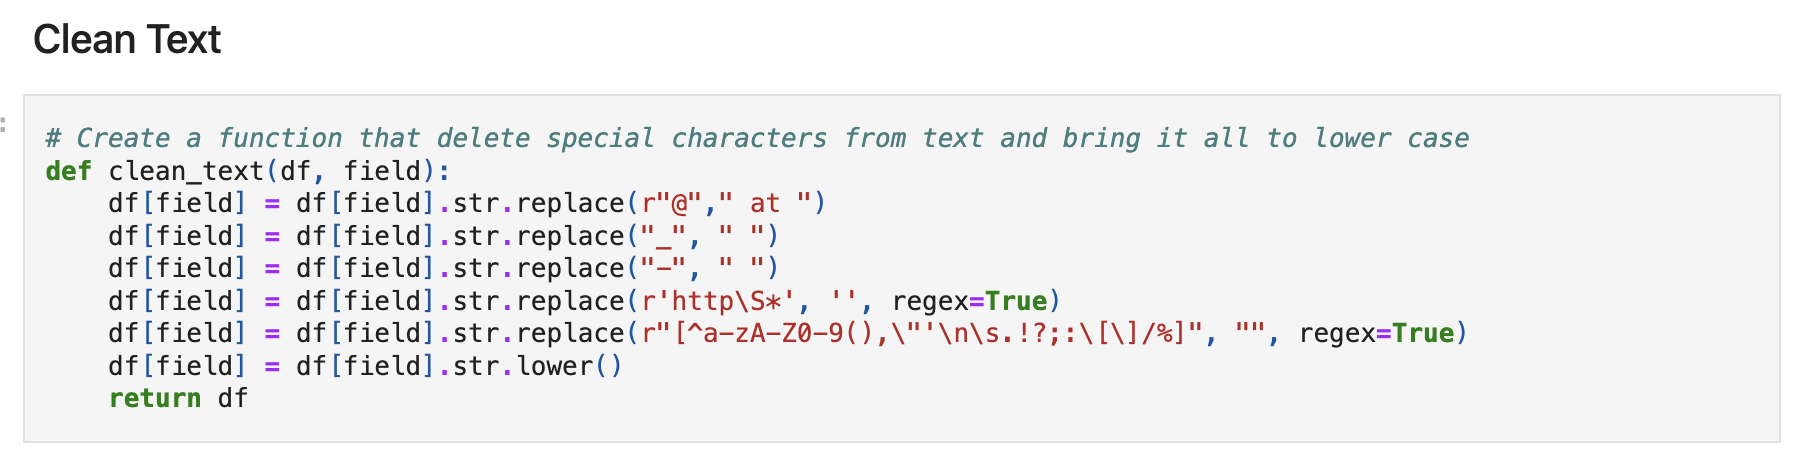 Clean Text
:
# Create a function that delete special characters from text and bring it all to lower case
def clean_text(df, field):
    df[field] = df[field].str.replace(r"@"," at ")
    df[field] = df[field].str.replace("_", " ")
    df[field] = df[field].str.replace("-", " ")
    df[field] = df[field].str.replace(r'http\S*', '', regex=True)
    df[field] = df[field].str.replace(r"[^a-zA-Z0-9(),\"'\n\s.!?;:\[\]/%]", "", regex=True)
    df[field] = df[field].str.lower()
    return df